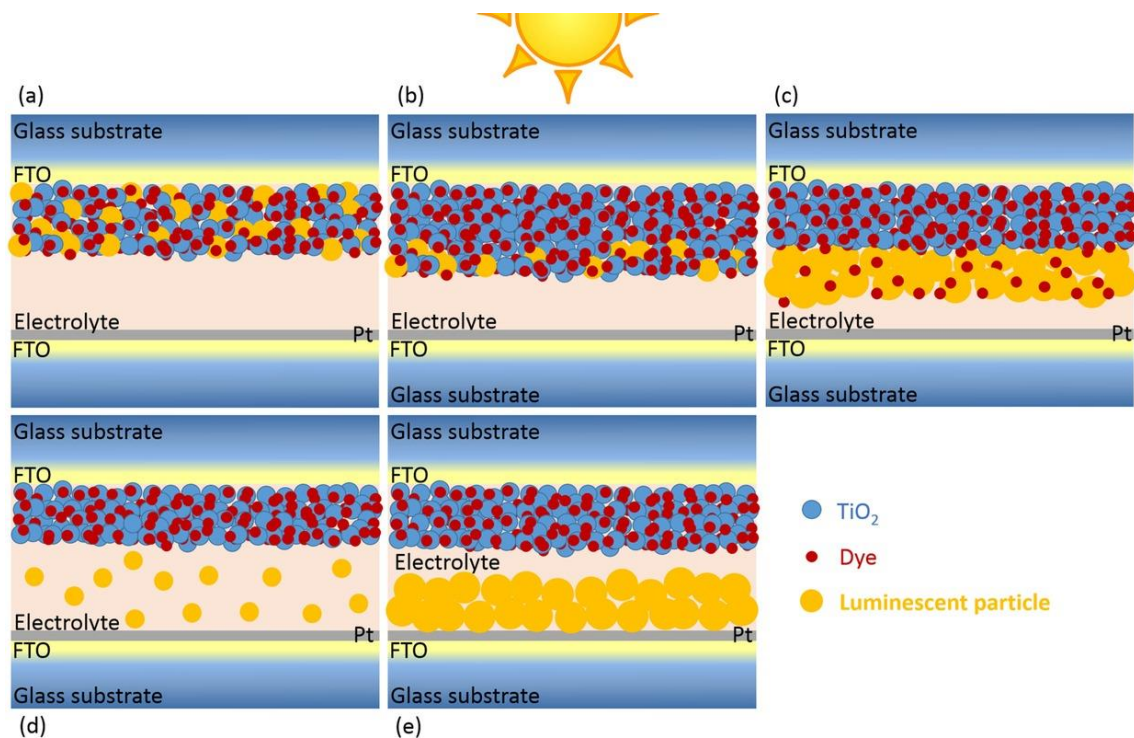 (a)
Glass substrate
FTO
Electrolyte
Pt
FTO
(b)
Glass substrate
FTO
Electrolyte
Pt
FTO
Glass substrate
(c)
Glass substrate
FTO
Electrolyte
Pt
FTO
Glass substrate
Glass substrate
FTO
Electrolyte
Pt
FTO
Glass substrate
(d)
Glass substrate
FTO
Electrolyte
Pt
FTO
Glass substrate
(e)
TiO₂
Dye
Luminescent particle